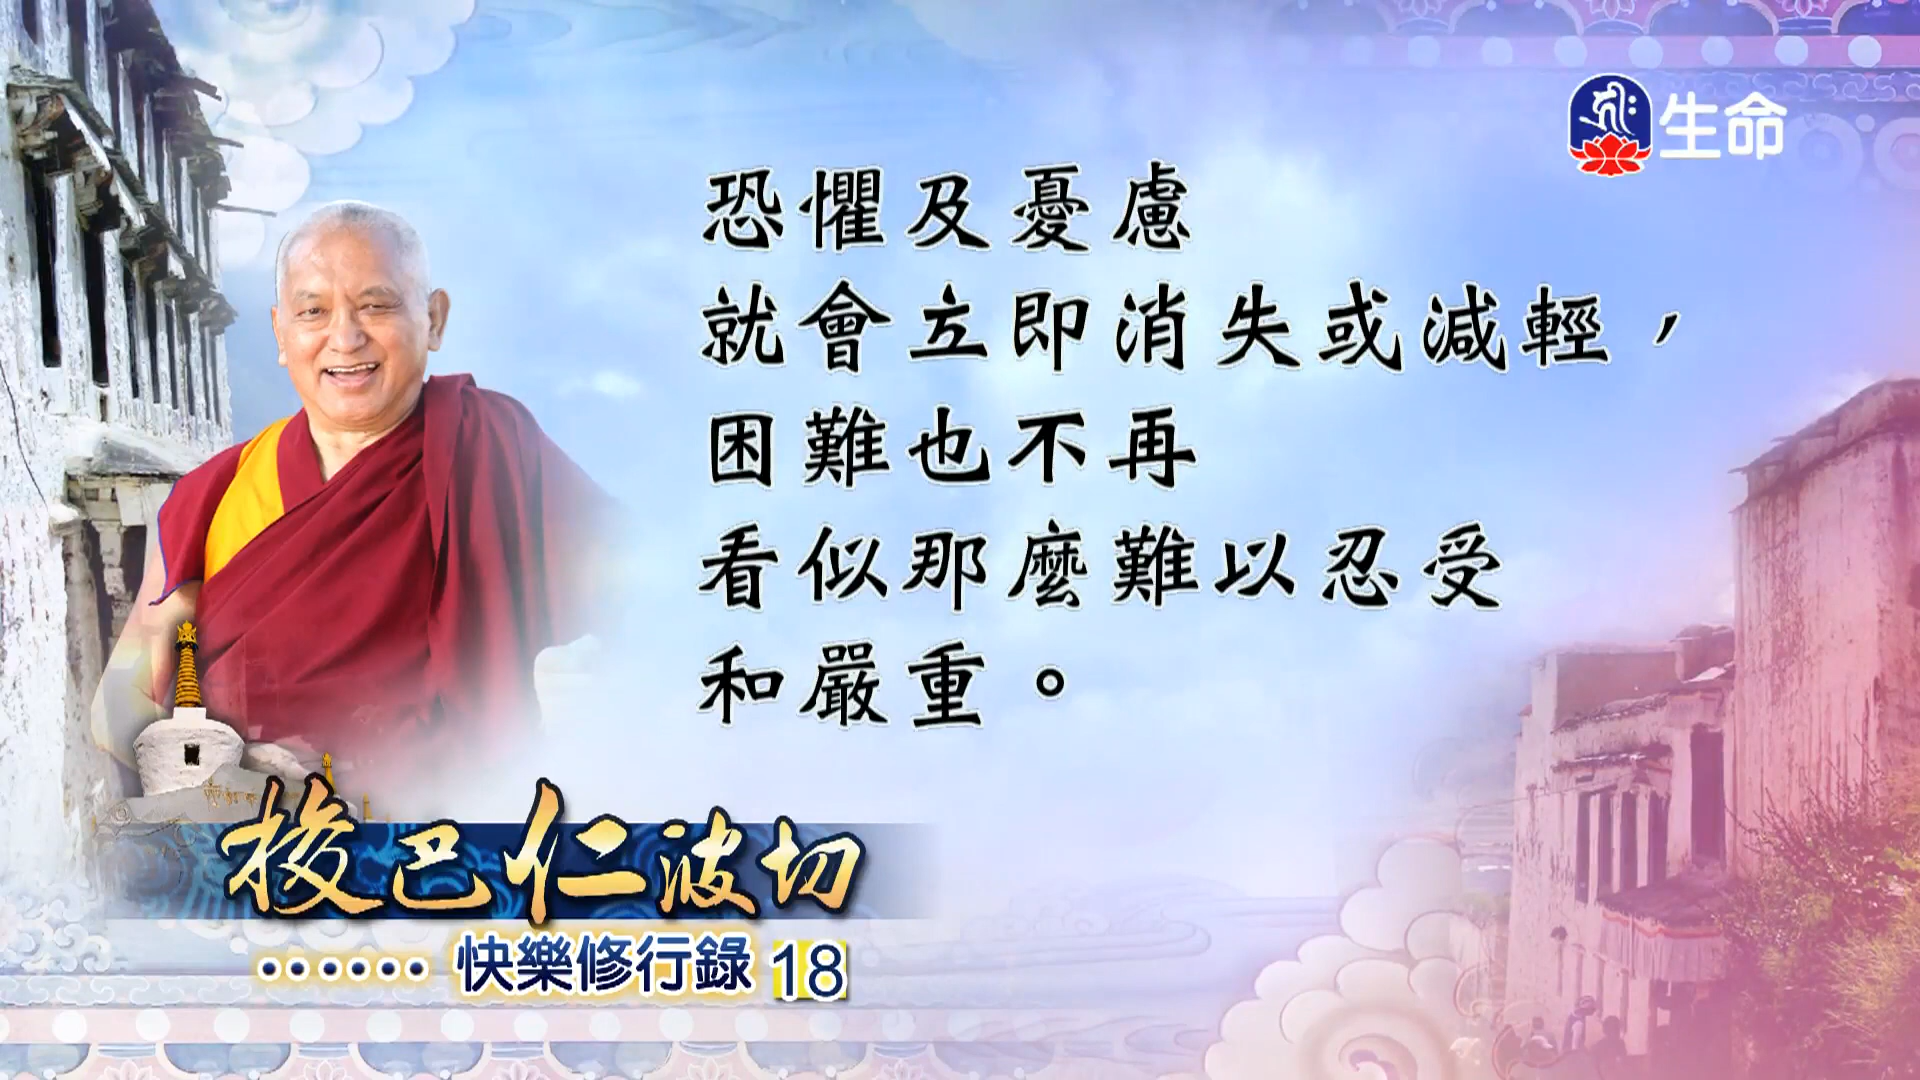 生命
恐懼及憂慮
就會立即消失或減輕，
困難也不再
看似那麼難以忍受
和嚴重。
梭巴仁波切
……快樂修行錄 18